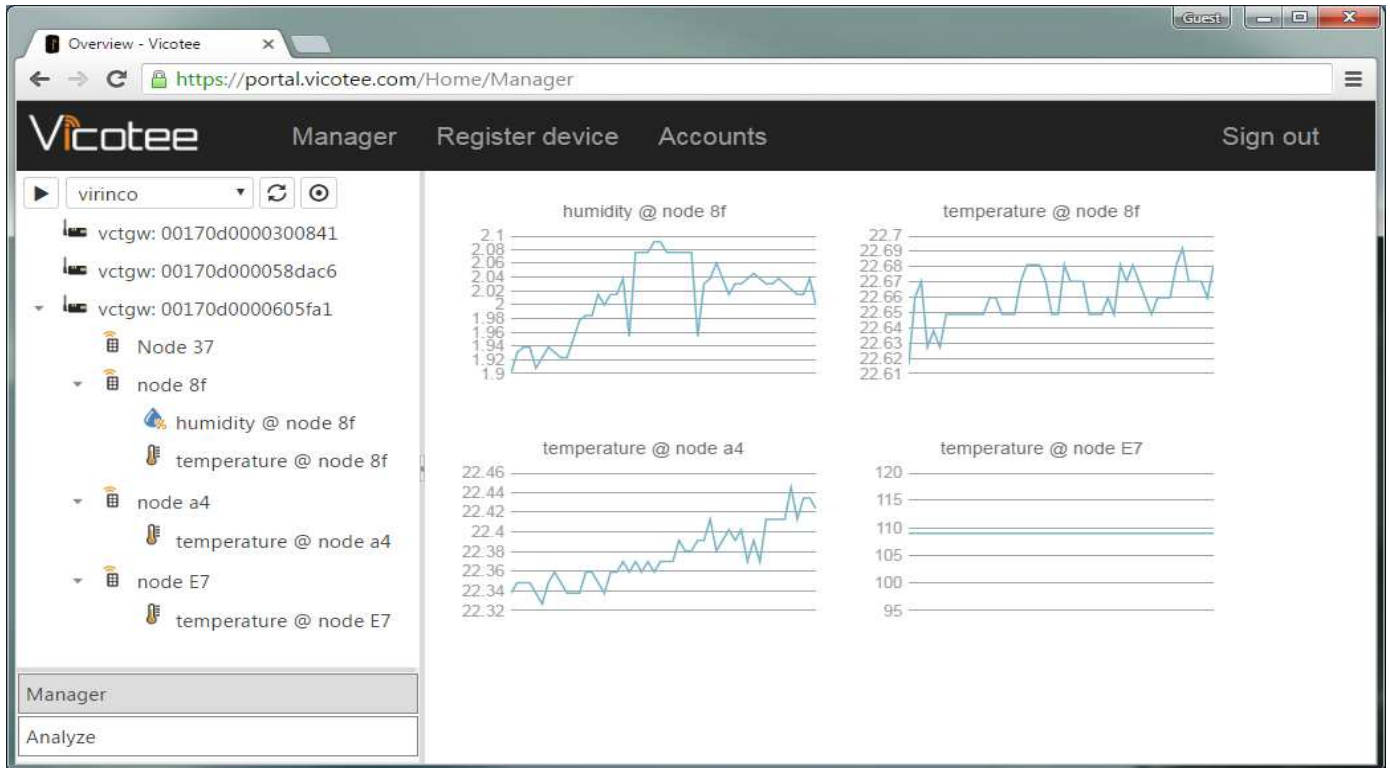 Guest
Overview - Vicotee
https://portal.vicotee.com/Home/Manager
Vicotee Manager Register device Accounts Sign out
virinco
vctgw: 00170d0000300841
vctgw: 00170d000058dac6
vctgw: 00170d0000605fa1
Node 37
node 8f
humidity @ node 8f
temperature @ node 8f
node a4
temperature @ node a4
node E7
temperature @ node E7
Manager
Analyze
humidity @ node 8f
2.1
2.08
2.06
2.04
2.02
2
1.98
1.96
1.94
1.92
1.9
temperature @ node 8f
22.7
22.69
22.68
22.67
22.66
22.65
22.64
22.63
22.62
22.61
temperature @ node a4
22.46
22.44
22.42
22.4
22.38
22.36
22.34
22.32
temperature @ node E7
120
115
110
105
100
95